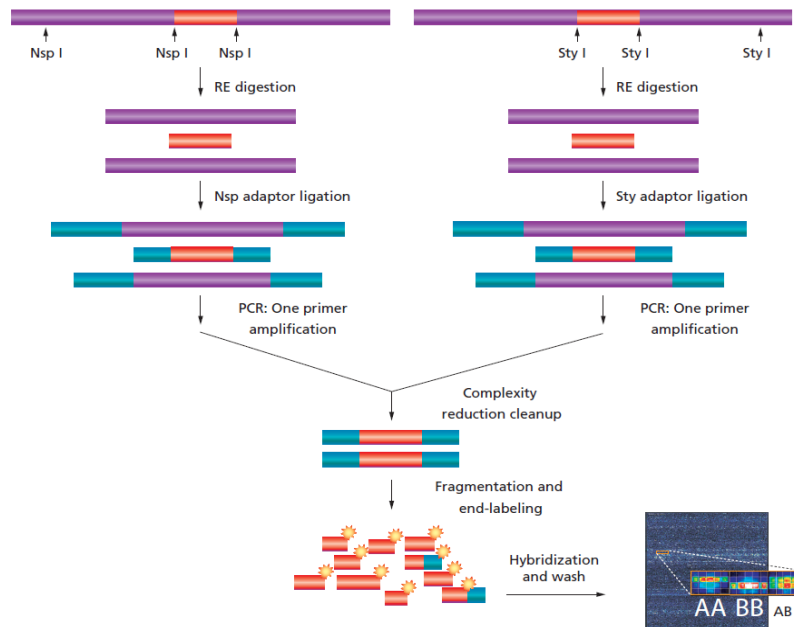 Nsp I Nsp I Nsp I
Sty I Sty I Sty I
RE digestion
RE digestion
Nsp adaptor ligation
Sty adaptor ligation
PCR: One primer
amplification
PCR: One primer
amplification
Complexity
reduction cleanup
Fragmentation and
end-labeling
Hybridization
and wash
AA BB AB